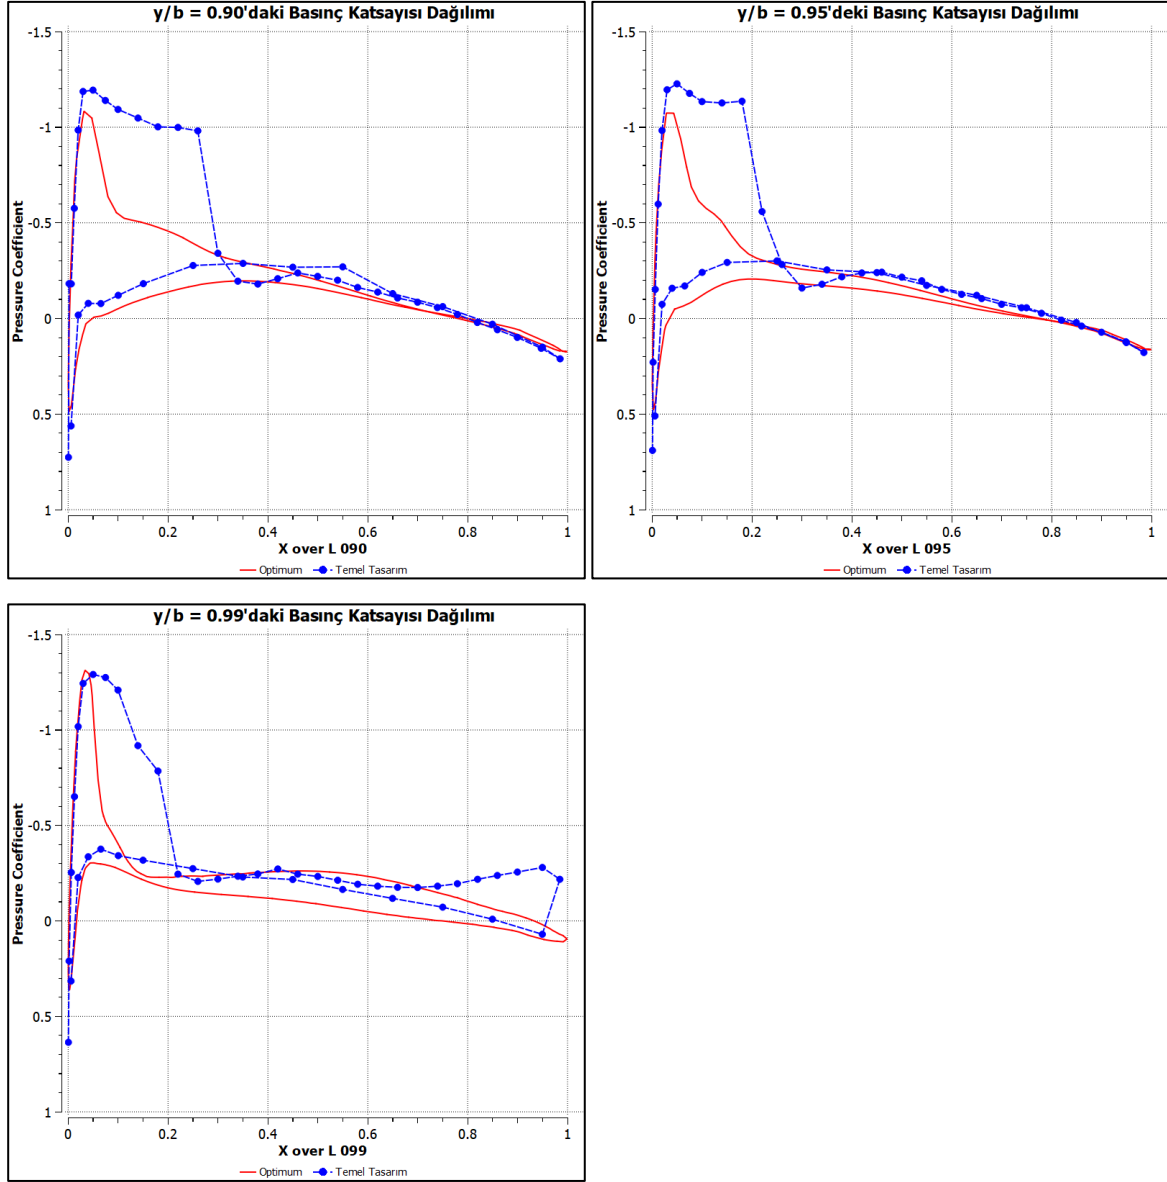 y/b = 0.90'daki Basınç Katsayısı Dağılımı
-1.5
-1
-0.5
0
0.5
1
Pressure Coefficient
0 0.2 0.4 0.6 0.8 1
X over L 090
Optimum Temel Tasarım
y/b = 0.95'deki Basınç Katsayısı Dağılımı
-1.5
-1
-0.5
0
0.5
1
Pressure Coefficient
0 0.2 0.4 0.6 0.8 1
X over L 095
Optimum Temel Tasarım
y/b = 0.99'daki Basınç Katsayısı Dağılımı
-1.5
-1
-0.5
0
0.5
1
Pressure Coefficient
0 0.2 0.4 0.6 0.8 1
X over L 099
Optimum Temel Tasarım